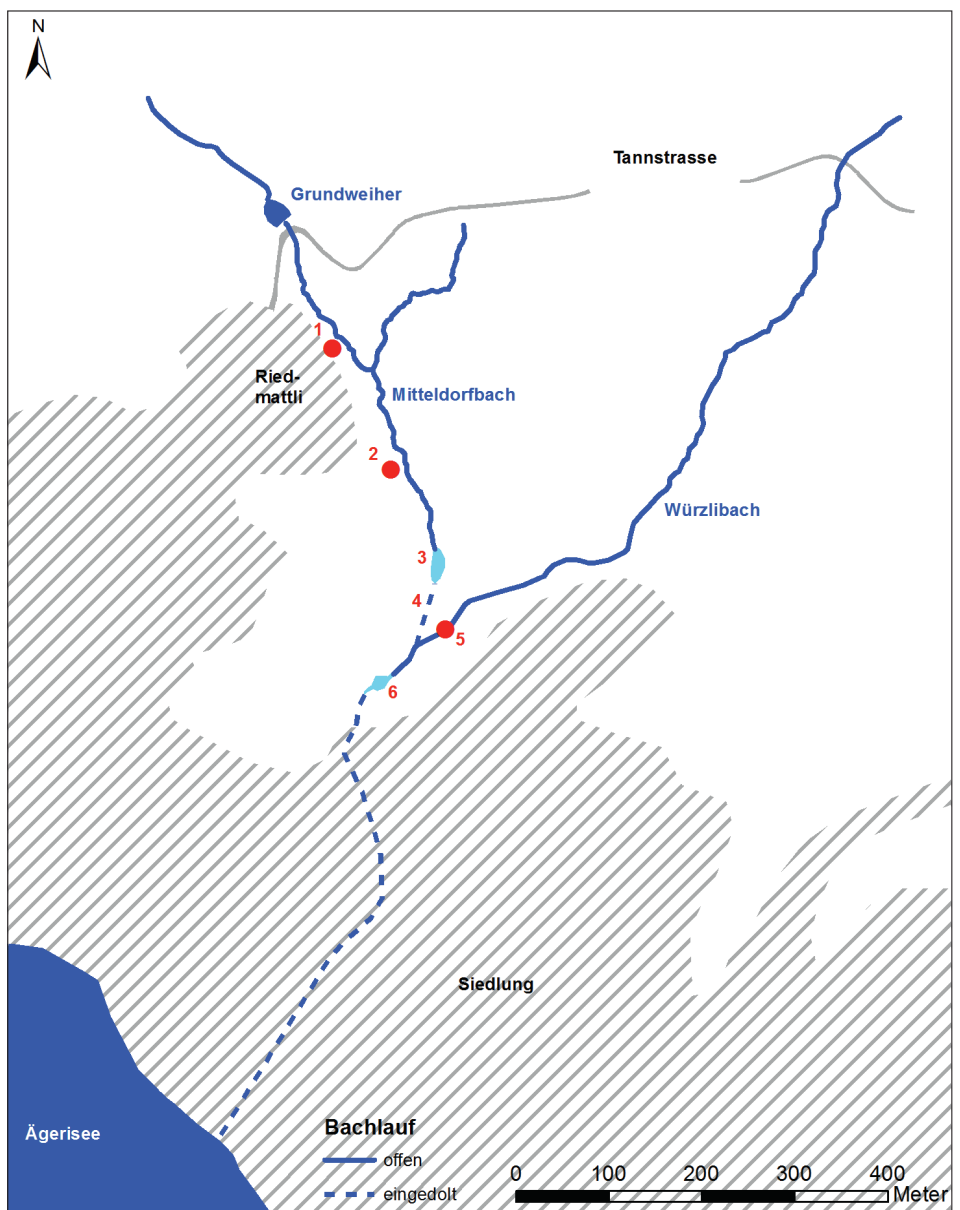 N
Tannstrasse
Grundweiher
1
Ried-
mattli
Mitteldorfbach
2
Würzlibach
3
4
5
6
Siedlung
Ägerisee
Bachlauf
offen
eingedolt
0 100 200 300 400
Meter